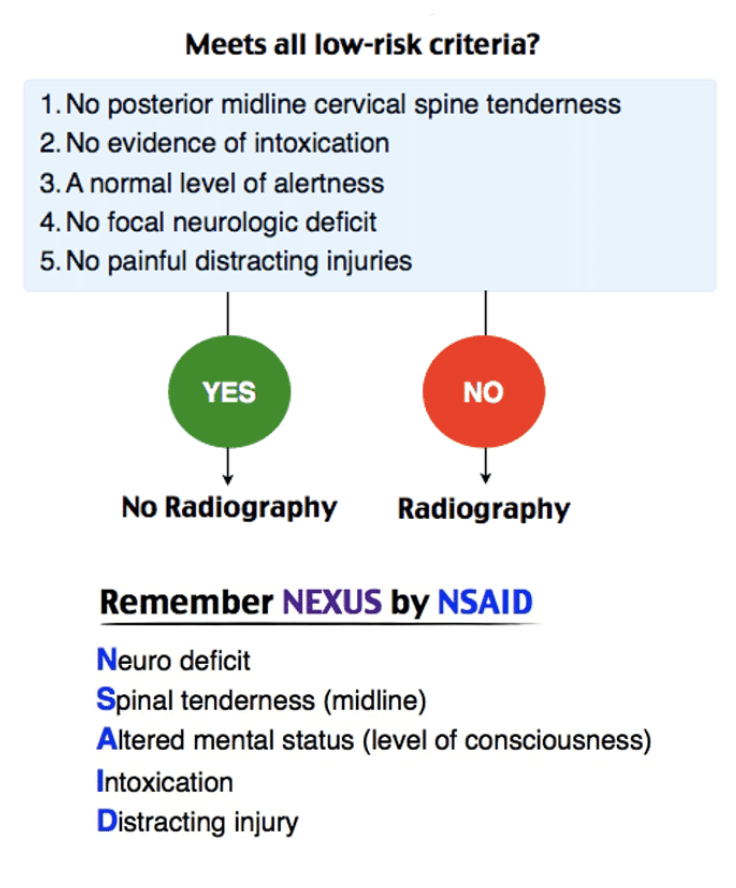 Meets all low-risk criteria?
1. No posterior midline cervical spine tenderness
2. No evidence of intoxication
3. A normal level of alertness
4. No focal neurologic deficit
5. No painful distracting injuries
YES
NO
No Radiography
Radiography
Remember NEXUS by NSAID
Neuro deficit
Spinal tenderness (midline)
Altered mental status (level of consciousness)
Intoxication
Distracting injury